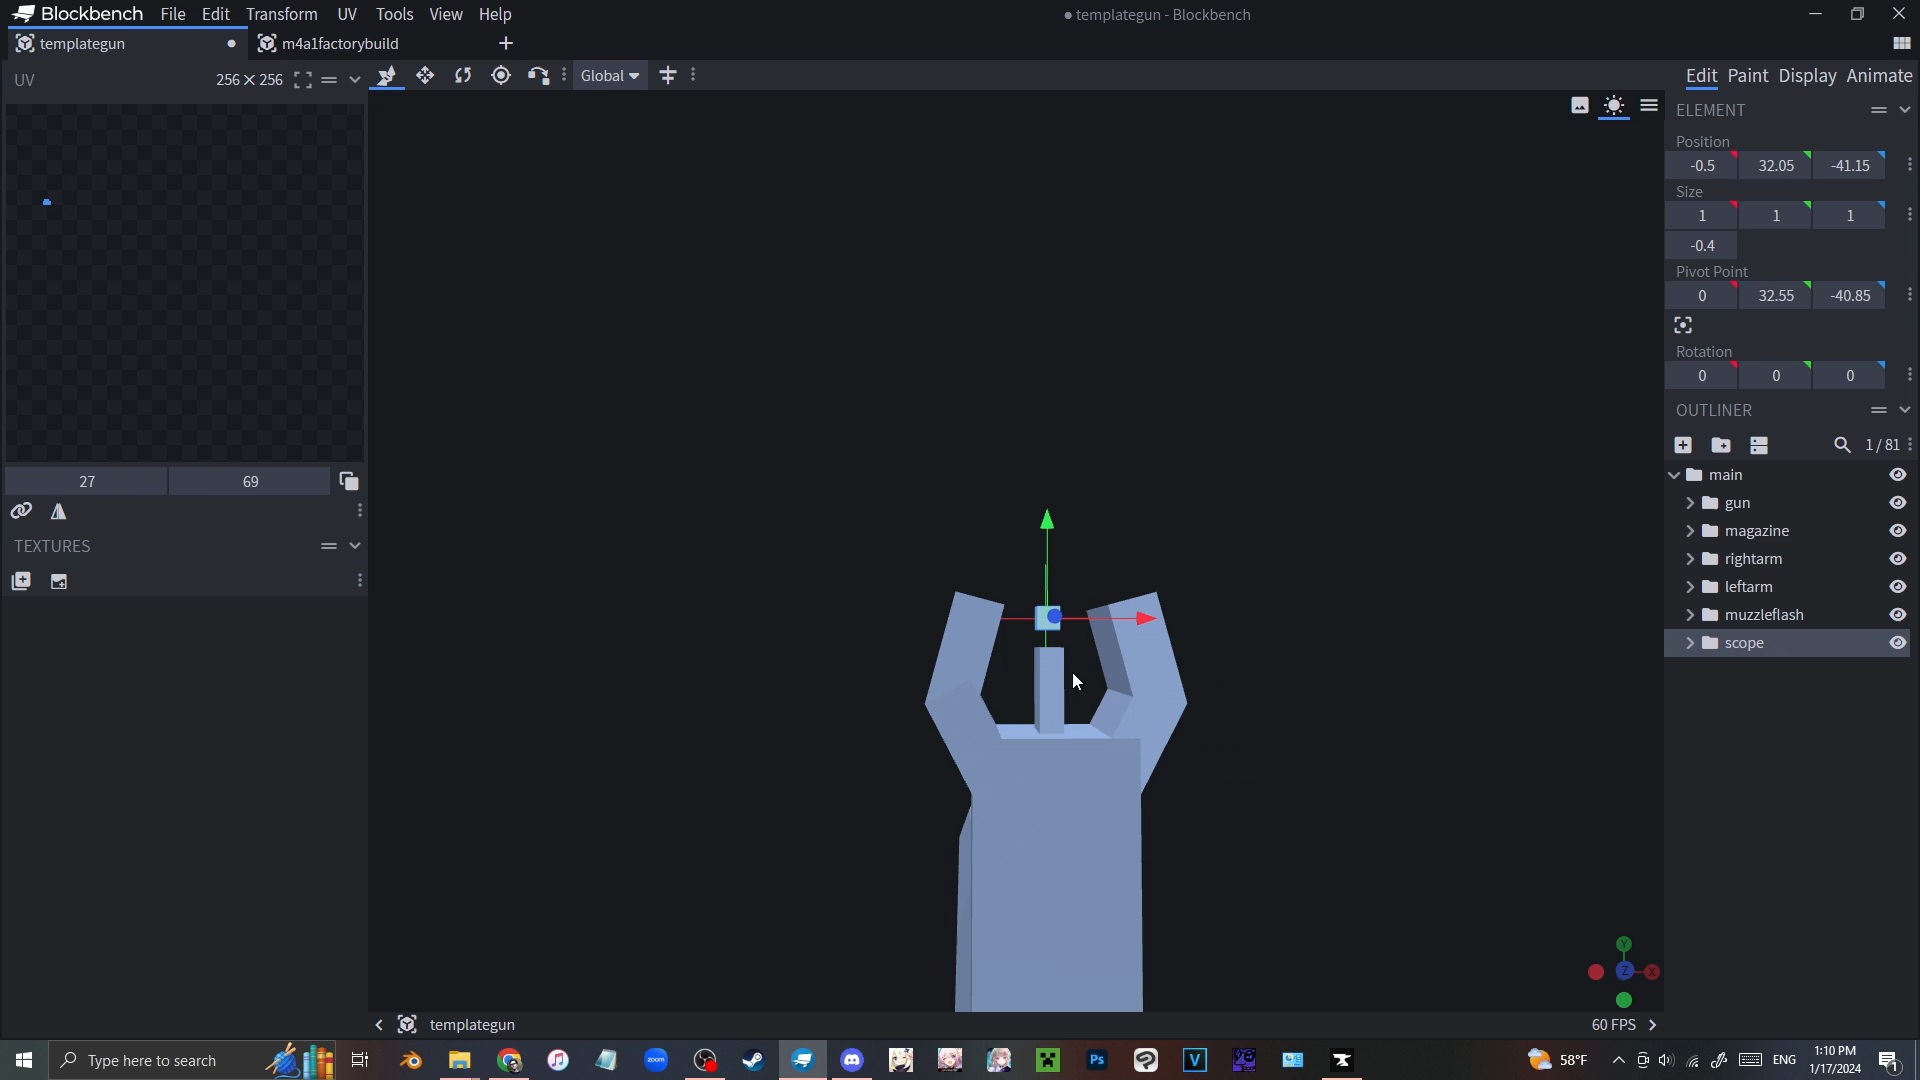 Blockbench File Edit Transform UV Tools View Help
templategun - Blockbench
templategun
m4a1factorybuild
UV
256×256
Global
Edit Paint Display Animate
ELEMENT
Position
-0.5 32.05 -41.15
Size
1 1 1
-0.4
Pivot Point
0 32.55 -40.85
Rotation
0 0 0
OUTLINER
1 / 81
main
gun
magazine
rightarm
leftarm
muzzleflash
scope
27 69
TEXTURES
Y
Z
X
templategun
60 FPS
Type here to search
zoom
Ps
V
58°F
ENG
1:10 PM
1/17/2024
1